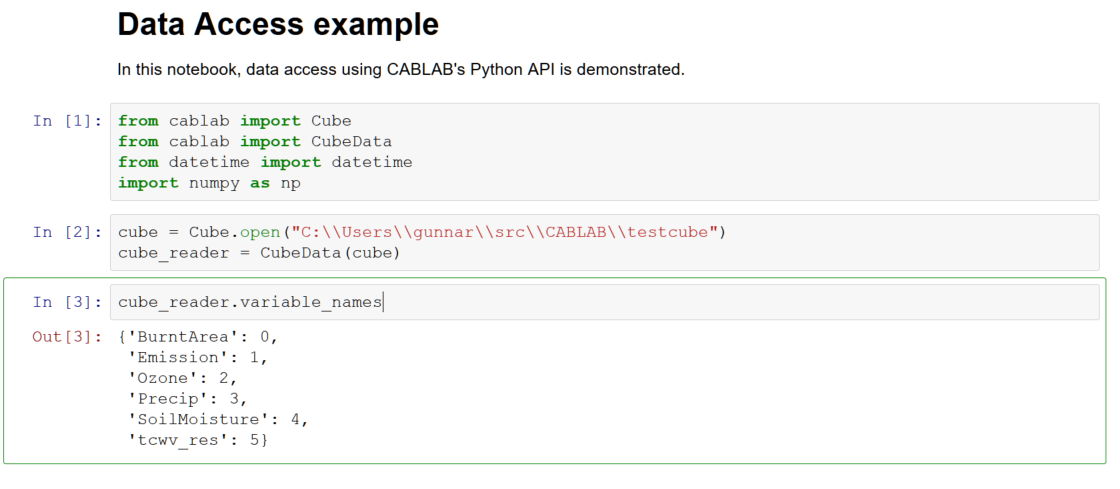 Data Access example
In this notebook, data access using CABLAB's Python API is demonstrated.
In [1]: from cablab import Cube
from cablab import CubeData
from datetime import datetime
import numpy as np
In [2]: cube = Cube.open("C:\\Users\\gunnar\\src\\CABLAB\\testcube")
cube_reader = CubeData(cube)
In [3]: cube_reader.variable_names
Out[3]: {'BurntArea': 0,
'Emission': 1,
'Ozone': 2,
'Precip': 3,
'SoilMoisture': 4,
'tcwv_res': 5}